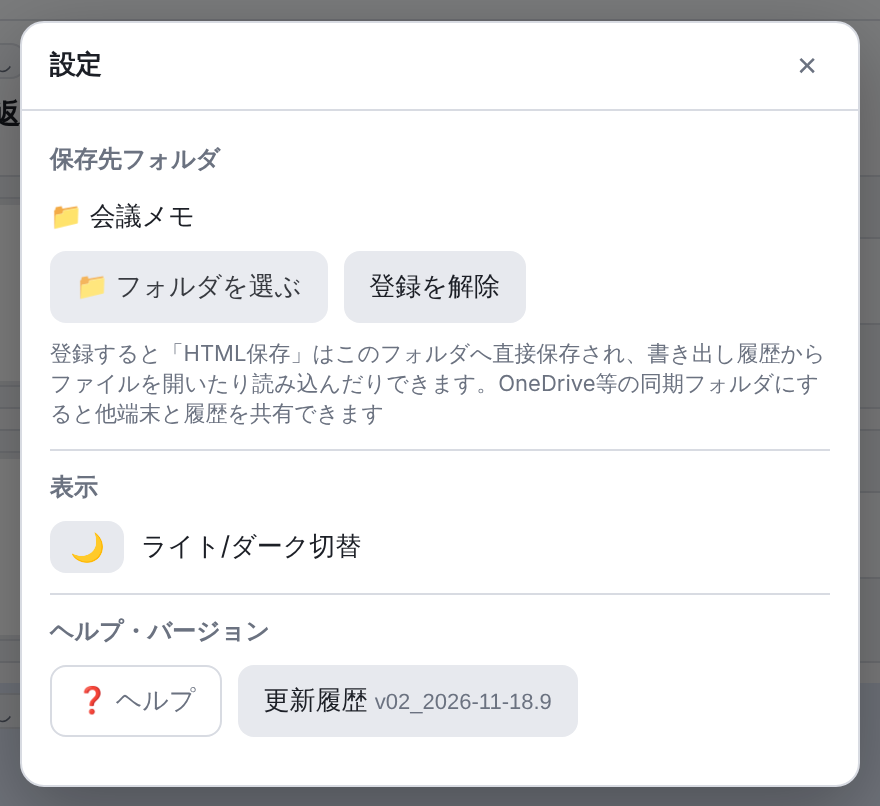 設定
×
保存先フォルダ
📁 会議メモ
📁 フォルダを選ぶ
登録を解除
登録すると「HTML保存」はこのフォルダへ直接保存され、書き出し履歴から
ファイルを開いたり読み込んだりできます。OneDrive等の同期フォルダにす
ると他端末と履歴を共有できます
表示
🌙 ライト/ダーク切替
ヘルプ・バージョン
❓ ヘルプ
更新履歴 v02_2026-11-18.9
返